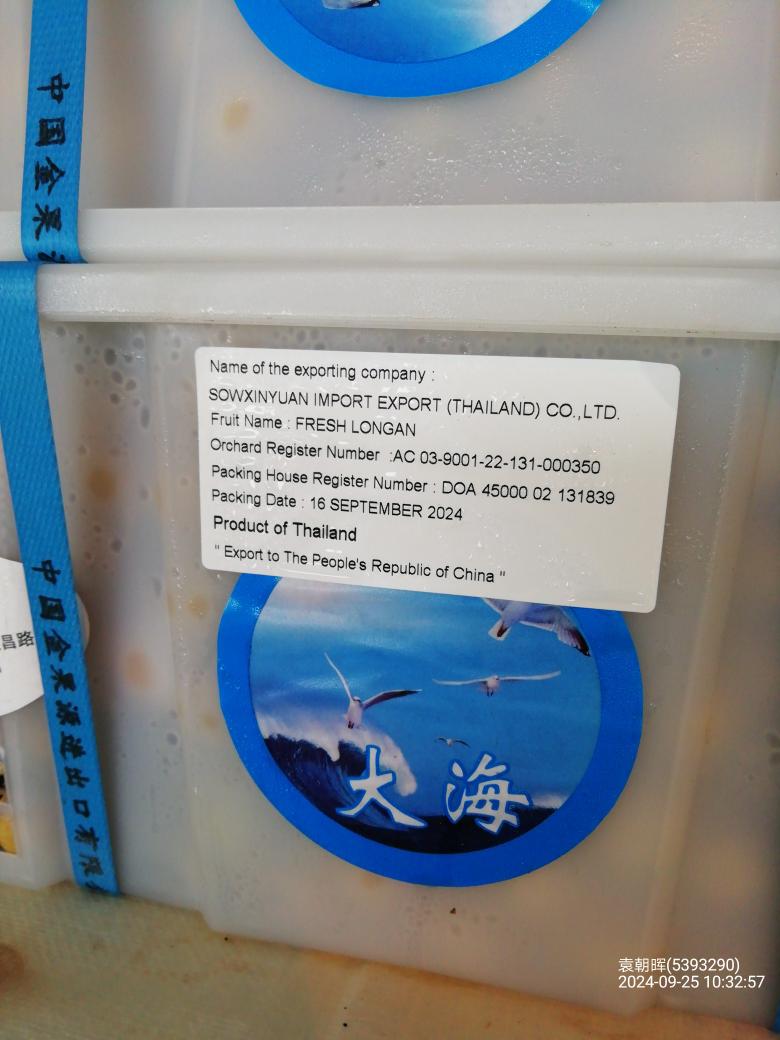 中国金果
Name of the exporting company :
SOWXINYUAN IMPORT EXPORT (THAILAND) CO.,LTD.
Fruit Name : FRESH LONGAN
Orchard Register Number :AC 03-9001-22-131-000350
Packing House Register Number : DOA 45000 02 131839
Packing Date : 16 SEPTEMBER 2024
Product of Thailand
" Export to The People's Republic of China "
中国金果源进出口有限
昌路
大海
袁朝晖(5393290)
2024-09-25 10:32:57